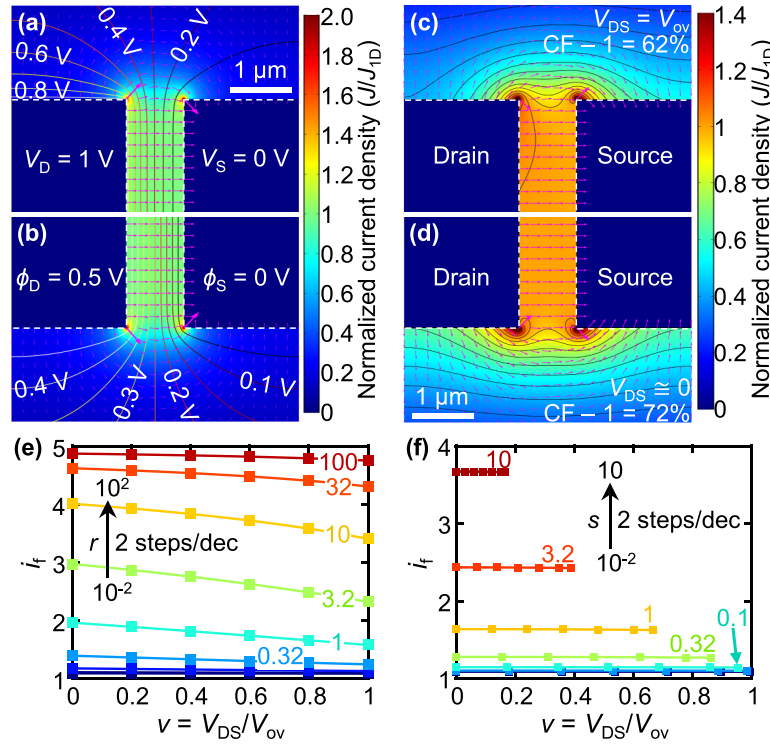 (a)
0.4 V
0.2 V
0.6 V
0.8 V
1 µm
V_D = 1 V
V_S = 0 V
(b)
ϕ_D = 0.5 V
ϕ_S = 0 V
0.4 V
0.3 V
0.2 V
0.1 V
2.0
1.8
1.6
1.4
1.2
1
0.8
0.6
0.4
0.2
0
Normalized current density (J/J_1D)
(c)
V_DS = V_ov
CF – 1 = 62%
Drain
Source
(d)
Drain
Source
1 µm
V_DS ≅ 0
CF – 1 = 72%
1.4
1.2
1
0.8
0.6
0.4
0.2
0
Normalized current density (J/J_1D)
(e)
5
4
3
2
1
i_f
100
32
10
3.2
1
0.32
10²
r
2 steps/dec
10⁻²
0
0.2
0.4
0.6
0.8
1
v = V_DS/V_ov
(f)
4
3
2
1
i_f
10
3.2
1
0.32
0.1
10
s
2 steps/dec
10⁻²
0
0.2
0.4
0.6
0.8
1
v = V_DS/V_ov